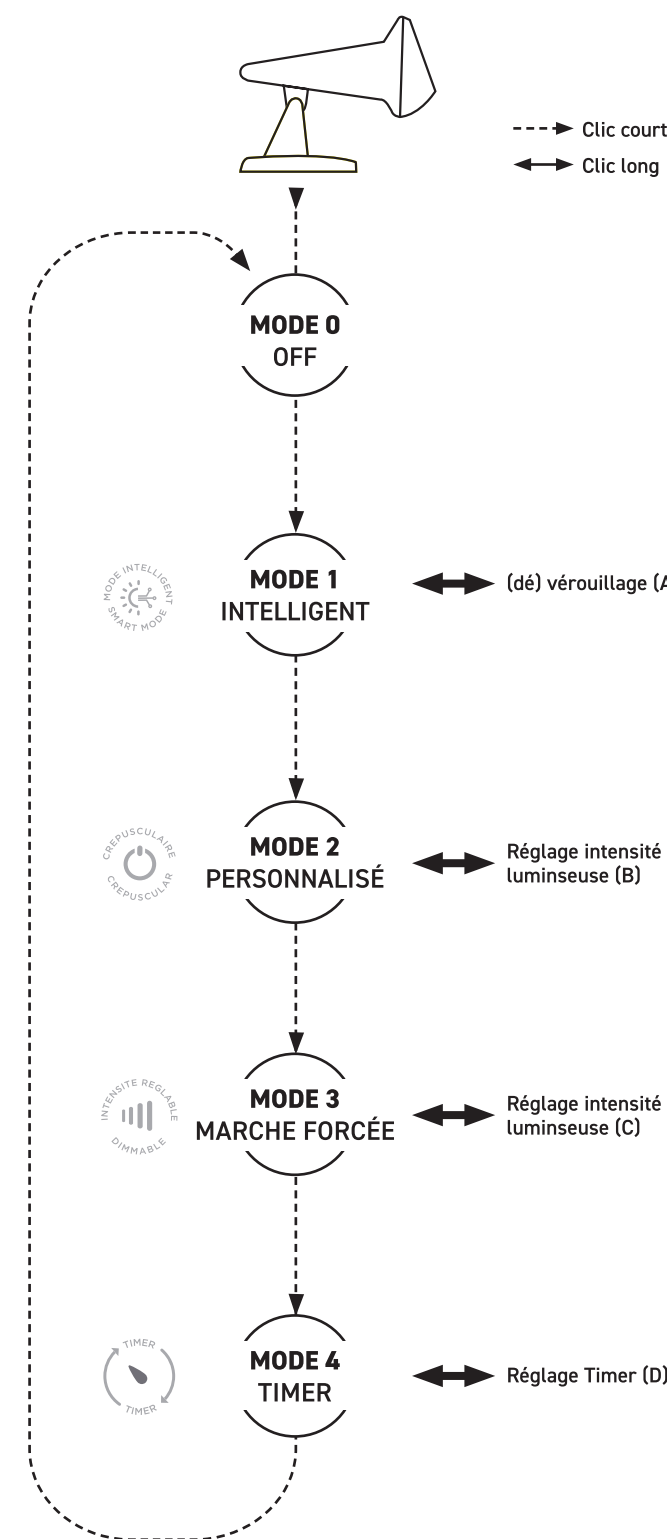 Clic court
Clic long
MODE 0
OFF
MODE INTELLIGENT
SMART MODE
MODE 1
INTELLIGENT
(dé) vérouillage (A
CREPUSCULAIRE
CREPUSCULAR
MODE 2
PERSONNALISÉ
Réglage intensité
luminseuse (B)
INTENSITE REGLABLE
DIMMABLE
MODE 3
MARCHE FORCÉE
Réglage intensité
luminseuse (C)
TIMER
TIMER
MODE 4
TIMER
Réglage Timer (D)